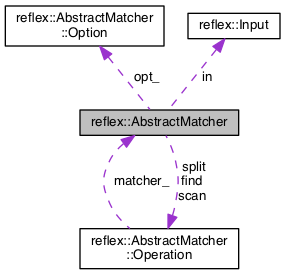 reflex::AbstractMatcher
::Option
reflex::Input
opt_
in
reflex::AbstractMatcher
matcher_
split
find
scan
reflex::AbstractMatcher
::Operation